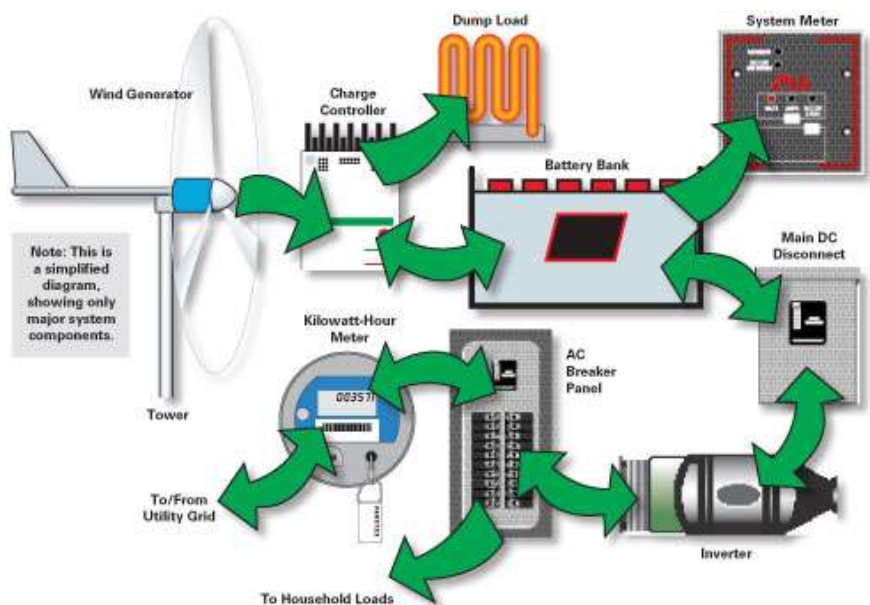 Dump Load
System Meter
Wind Generator
Charge
Controller
Battery Bank
Note: This is
a simplified
diagram,
showing only
major system
components.
Main DC
Disconnect
Kilowatt-Hour
Meter
AC
Breaker
Panel
003571
Tower
To/From
Utility Grid
Inverter
To Household Loads